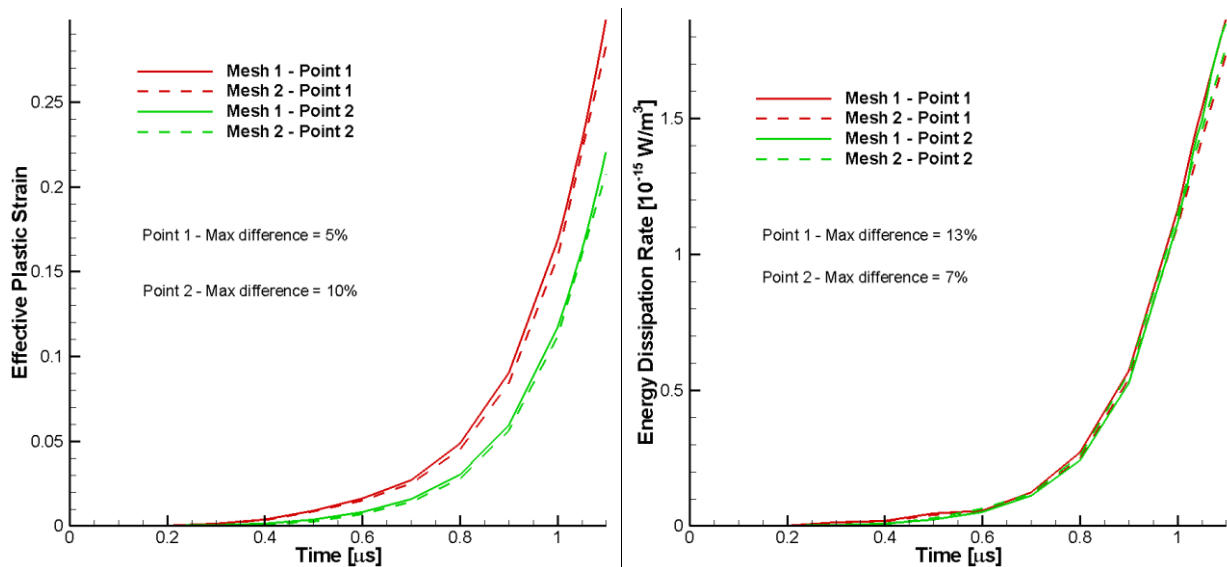 Effective Plastic Strain
0.25
0.2
0.15
0.1
0.05
0
Mesh 1 - Point 1
Mesh 2 - Point 1
Mesh 1 - Point 2
Mesh 2 - Point 2
Point 1 - Max difference = 5%
Point 2 - Max difference = 10%
0 0.2 0.4 0.6 0.8 1
Time [μs]
Energy Dissipation Rate [10⁻¹⁵ W/m³]
1.5
1
0.5
0
Mesh 1 - Point 1
Mesh 2 - Point 1
Mesh 1 - Point 2
Mesh 2 - Point 2
Point 1 - Max difference = 13%
Point 2 - Max difference = 7%
0 0.2 0.4 0.6 0.8 1
Time [μs]